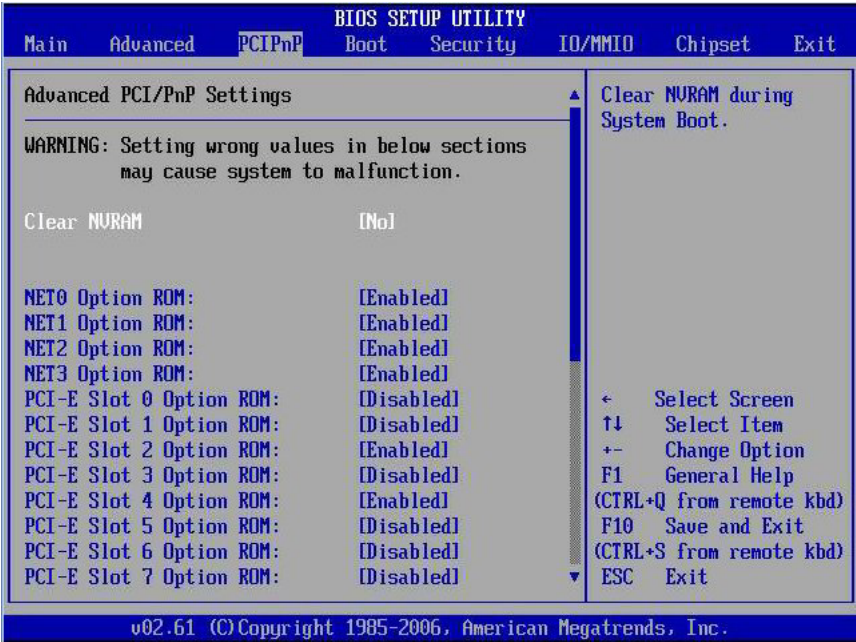 BIOS SETUP UTILITY
Main Advanced PCIPnP Boot Security IO/MMIO Chipset Exit
Advanced PCI/PnP Settings
WARNING: Setting wrong values in below sections
may cause system to malfunction.
Clear NVRAM [No]
NET0 Option ROM: [Enabled]
NET1 Option ROM: [Enabled]
NET2 Option ROM: [Enabled]
NET3 Option ROM: [Enabled]
PCI-E Slot 0 Option ROM: [Disabled]
PCI-E Slot 1 Option ROM: [Disabled]
PCI-E Slot 2 Option ROM: [Enabled]
PCI-E Slot 3 Option ROM: [Disabled]
PCI-E Slot 4 Option ROM: [Enabled]
PCI-E Slot 5 Option ROM: [Disabled]
PCI-E Slot 6 Option ROM: [Disabled]
PCI-E Slot 7 Option ROM: [Disabled]
Clear NVRAM during
System Boot.
← Select Screen
↑↓ Select Item
+- Change Option
F1 General Help
(CTRL+Q from remote kbd)
F10 Save and Exit
(CTRL+S from remote kbd)
ESC Exit
v02.61 (C)Copyright 1985-2006, American Megatrends, Inc.